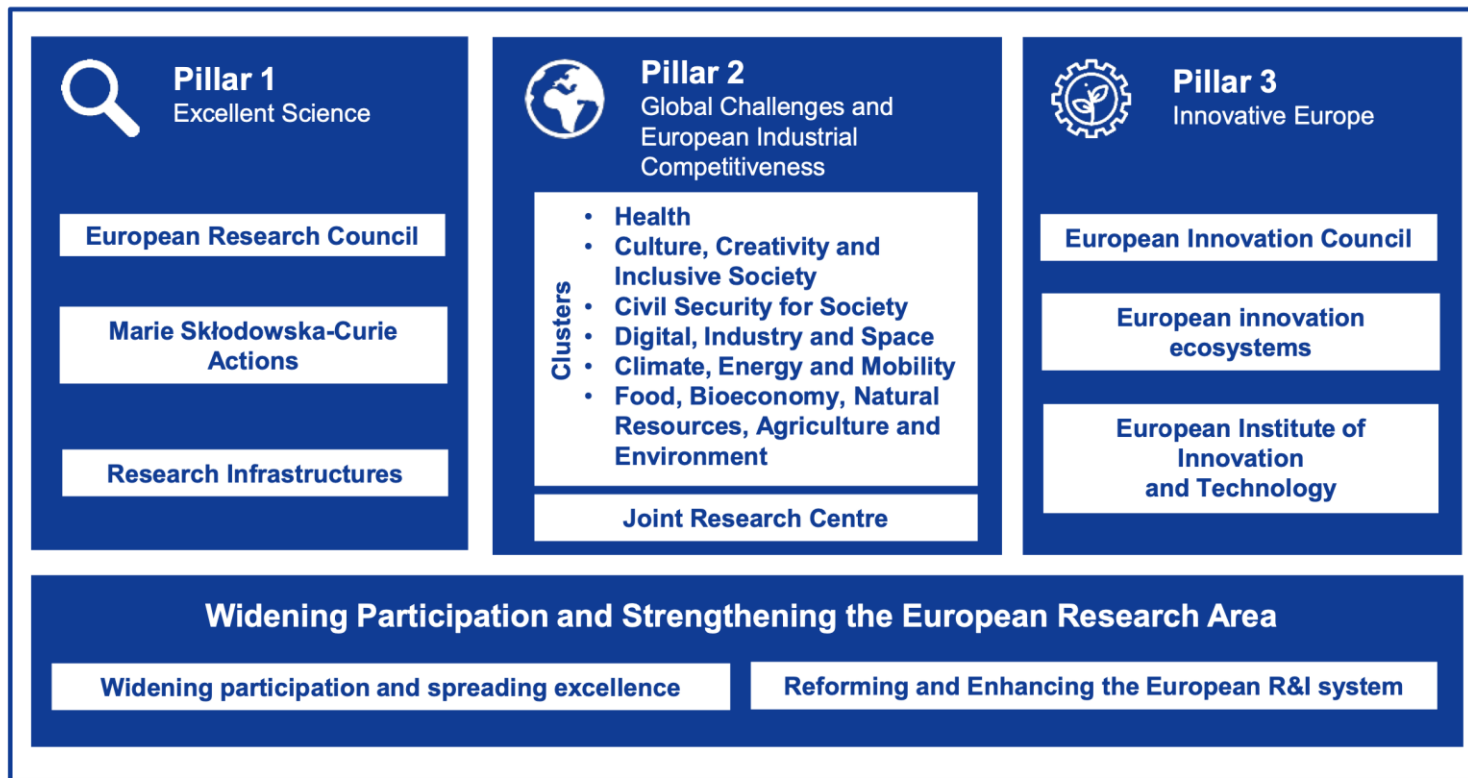 Pillar 1
Excellent Science
European Research Council
Marie Skłodowska-Curie
Actions
Research Infrastructures
Pillar 2
Global Challenges and
European Industrial
Competitiveness
Clusters
• Health
• Culture, Creativity and
Inclusive Society
• Civil Security for Society
• Digital, Industry and Space
• Climate, Energy and Mobility
• Food, Bioeconomy, Natural
Resources, Agriculture and
Environment
Joint Research Centre
Pillar 3
Innovative Europe
European Innovation Council
European innovation
ecosystems
European Institute of
Innovation
and Technology
Widening Participation and Strengthening the European Research Area
Widening participation and spreading excellence
Reforming and Enhancing the European R&I system